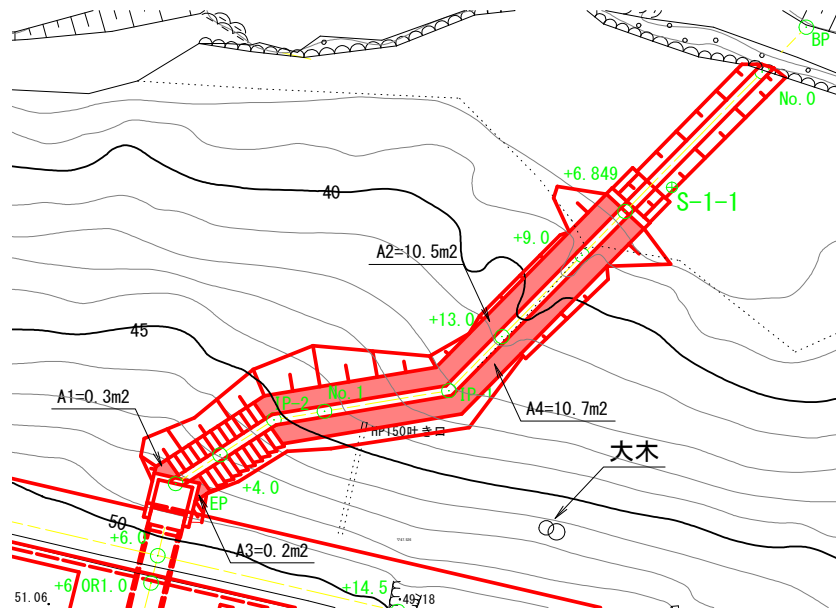 BP
No.0
+6.849
40
S-1-1
+9.0
A2=10.5m2
45
+13.0
A1=0.3m2
No.1
IP-1
IP-2
A4=10.7m2
HP150吐き口
大木
+4.0
EP
50
+6.0
A3=0.2m2
+6.0R1.0
+14.5
51.06
49.718